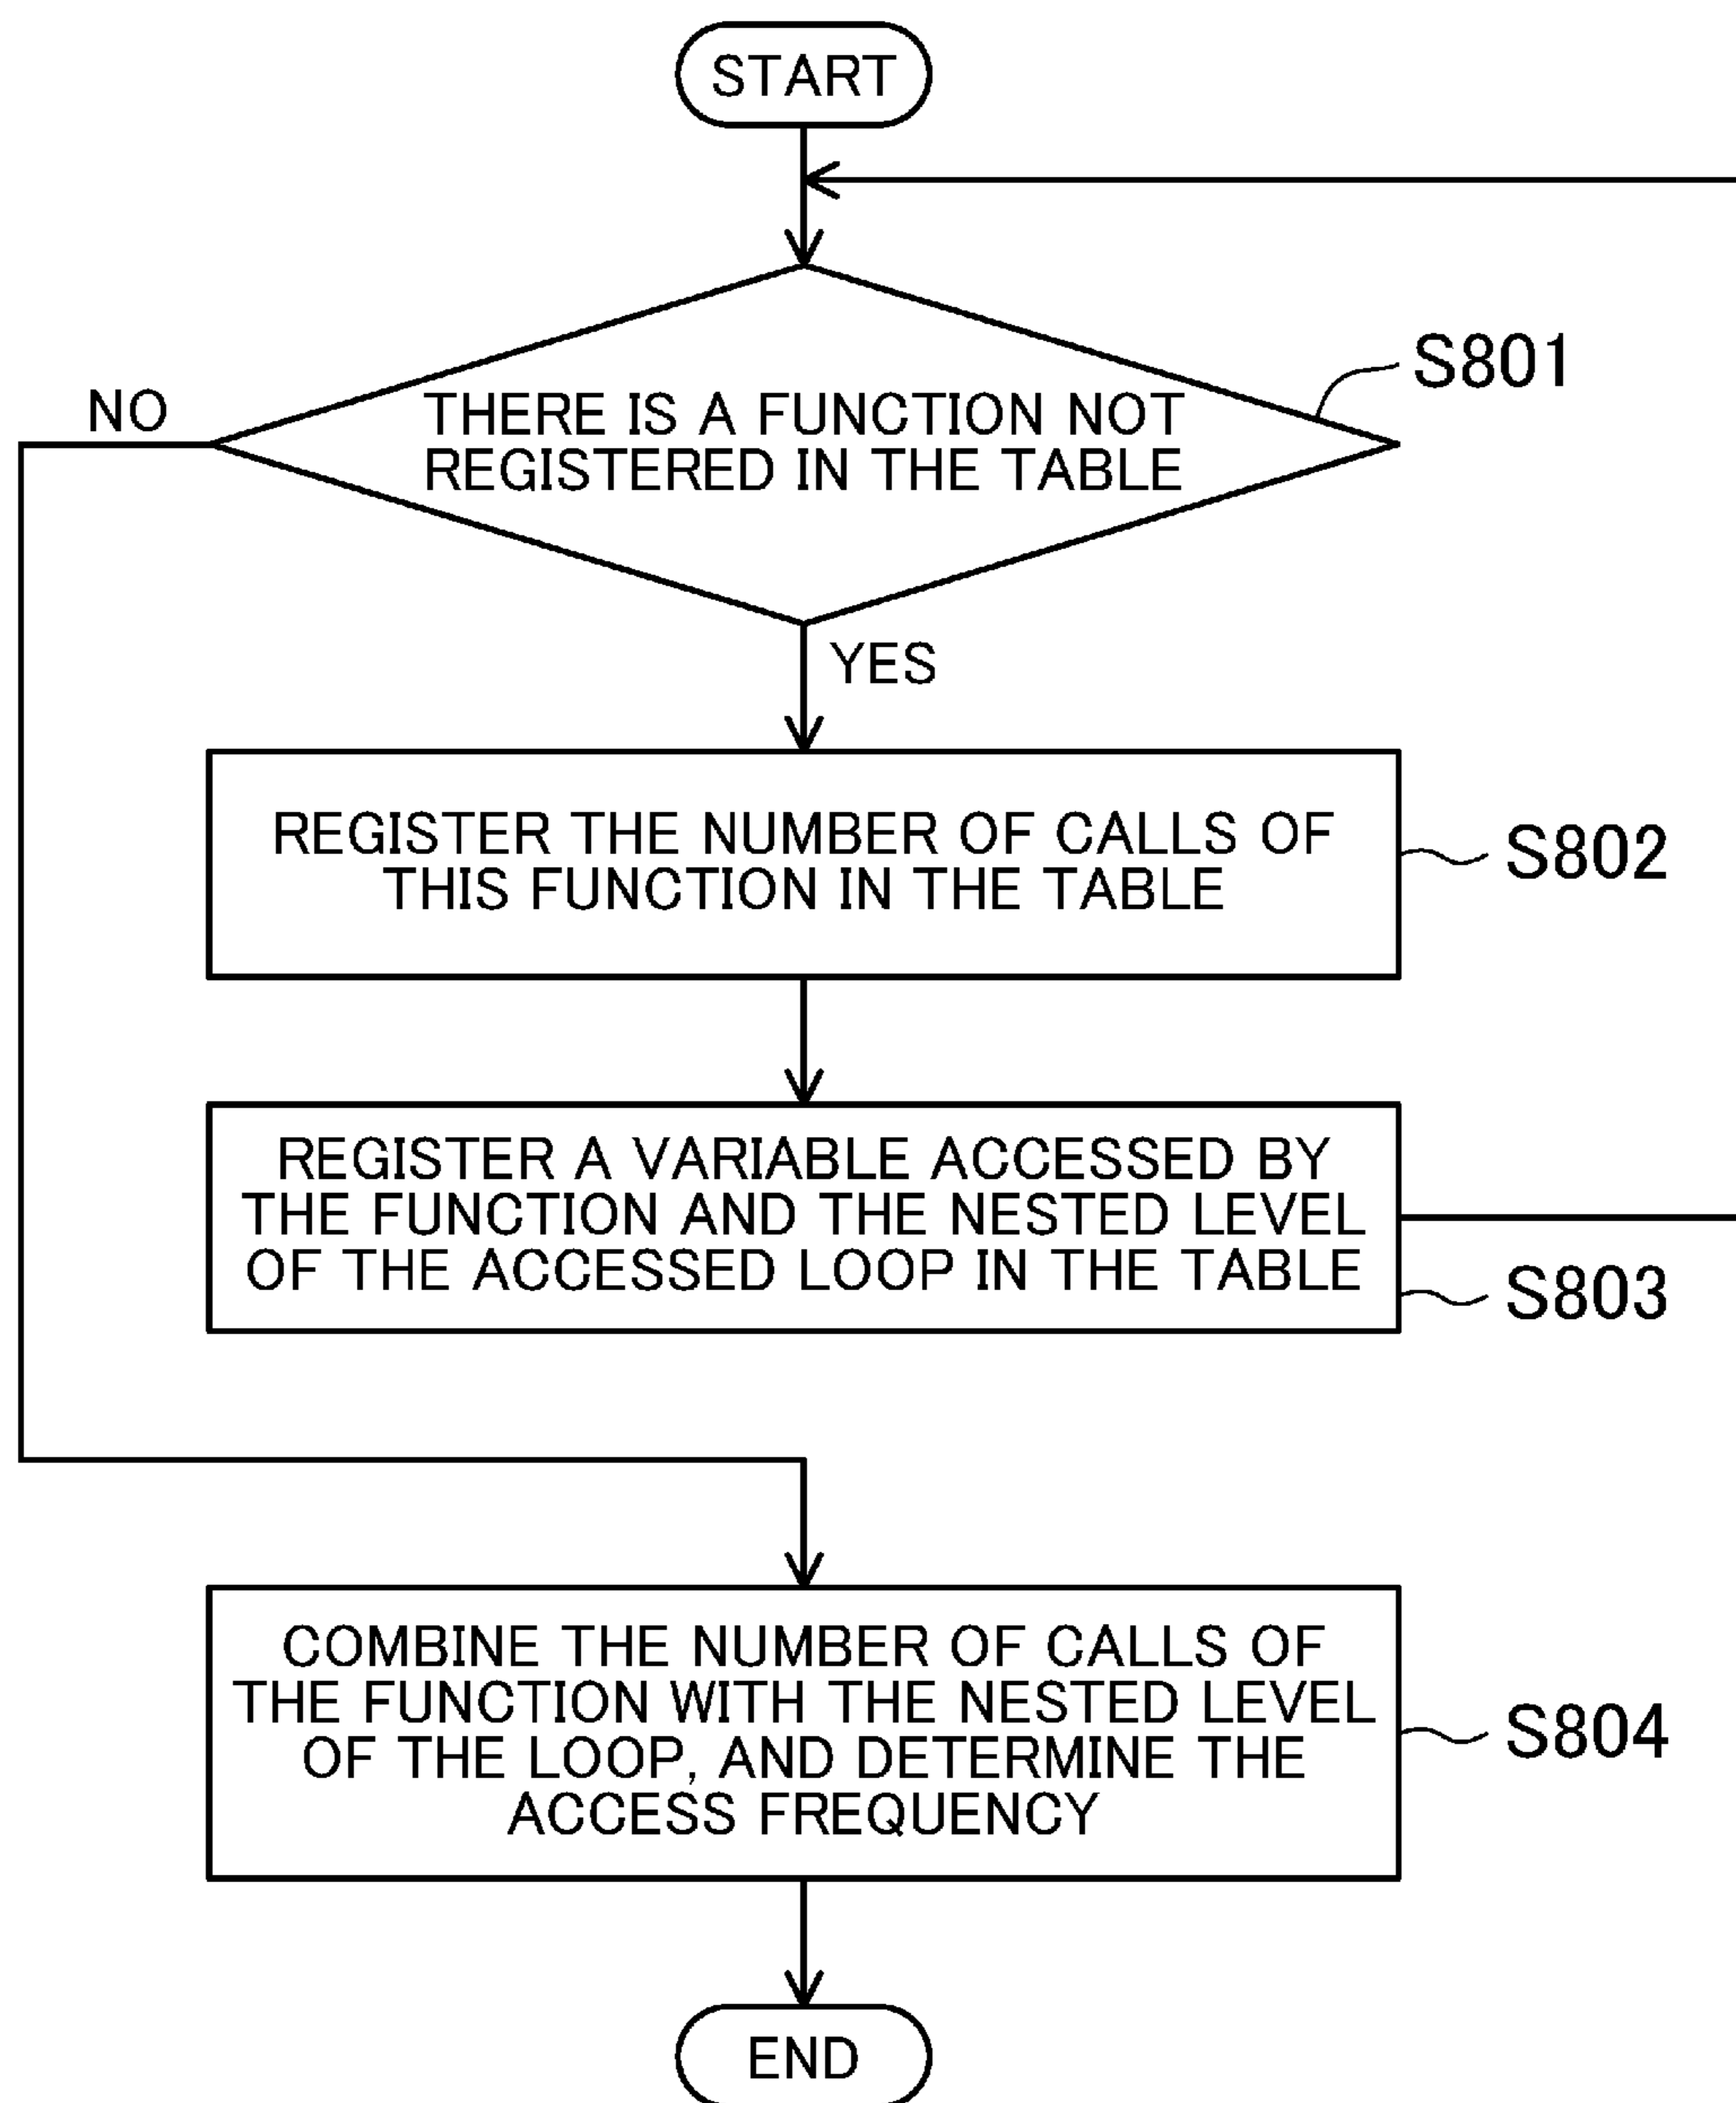 START
S801
NO
THERE IS A FUNCTION NOT
REGISTERED IN THE TABLE
YES
REGISTER THE NUMBER OF CALLS OF
THIS FUNCTION IN THE TABLE
S802
REGISTER A VARIABLE ACCESSED BY
THE FUNCTION AND THE NESTED LEVEL
OF THE ACCESSED LOOP IN THE TABLE
S803
COMBINE THE NUMBER OF CALLS OF
THE FUNCTION WITH THE NESTED LEVEL
OF THE LOOP, AND DETERMINE THE
ACCESS FREQUENCY
S804
END